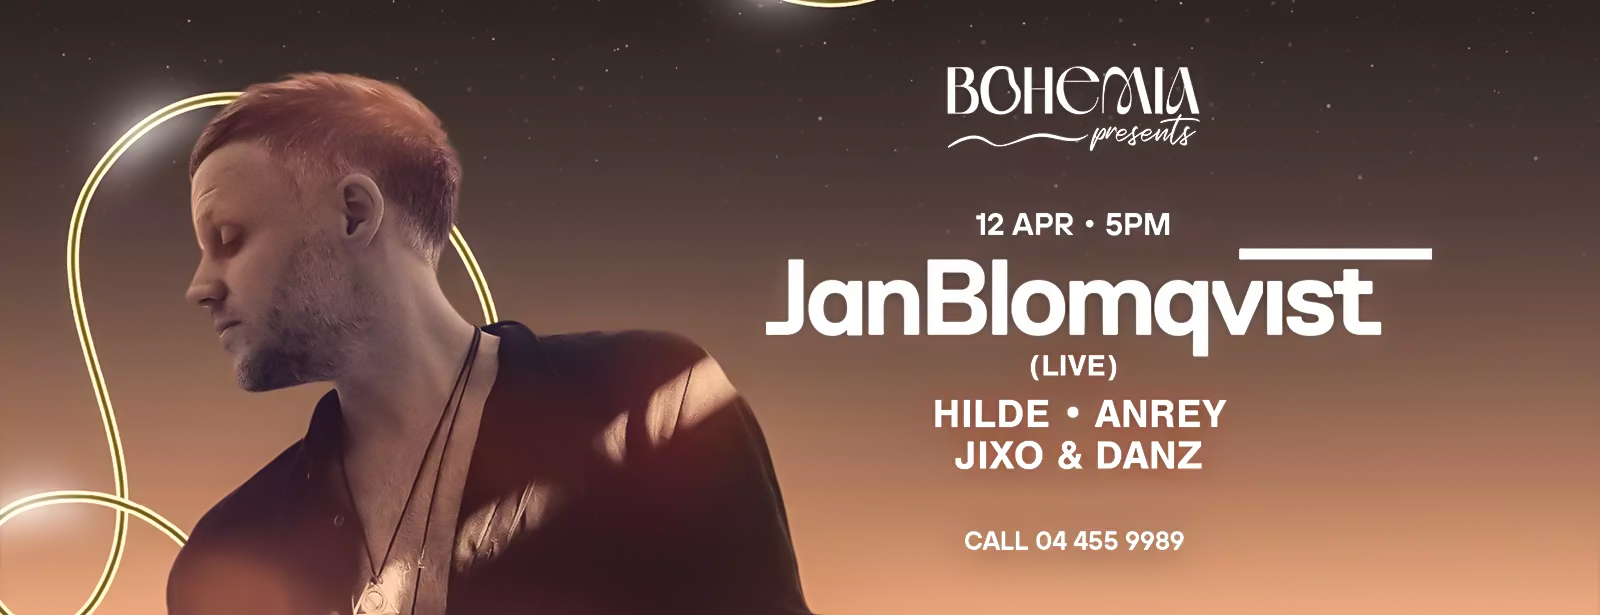 BOHEMIA
presents
12 APR • 5PM
JanBlomqvist
(LIVE)
HILDE • ANREY
JIXO & DANZ
CALL 04 455 9989